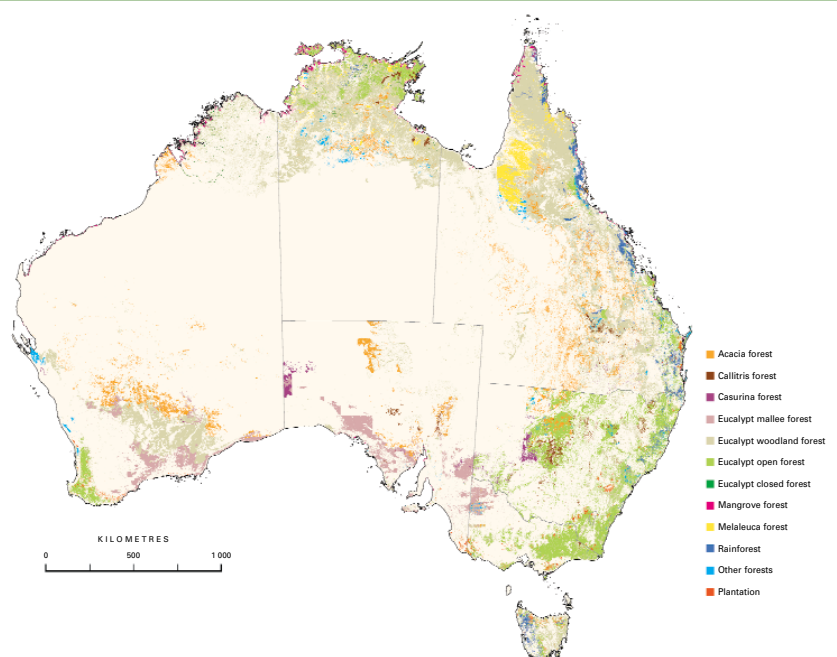 Acacia forest
Callitris forest
Casurina forest
Eucalypt mallee forest
Eucalypt woodland forest
Eucalypt open forest
Eucalypt closed forest
Mangrove forest
Melaleuca forest
Rainforest
Other forests
Plantation
KILOMETRES
0 500 1 000